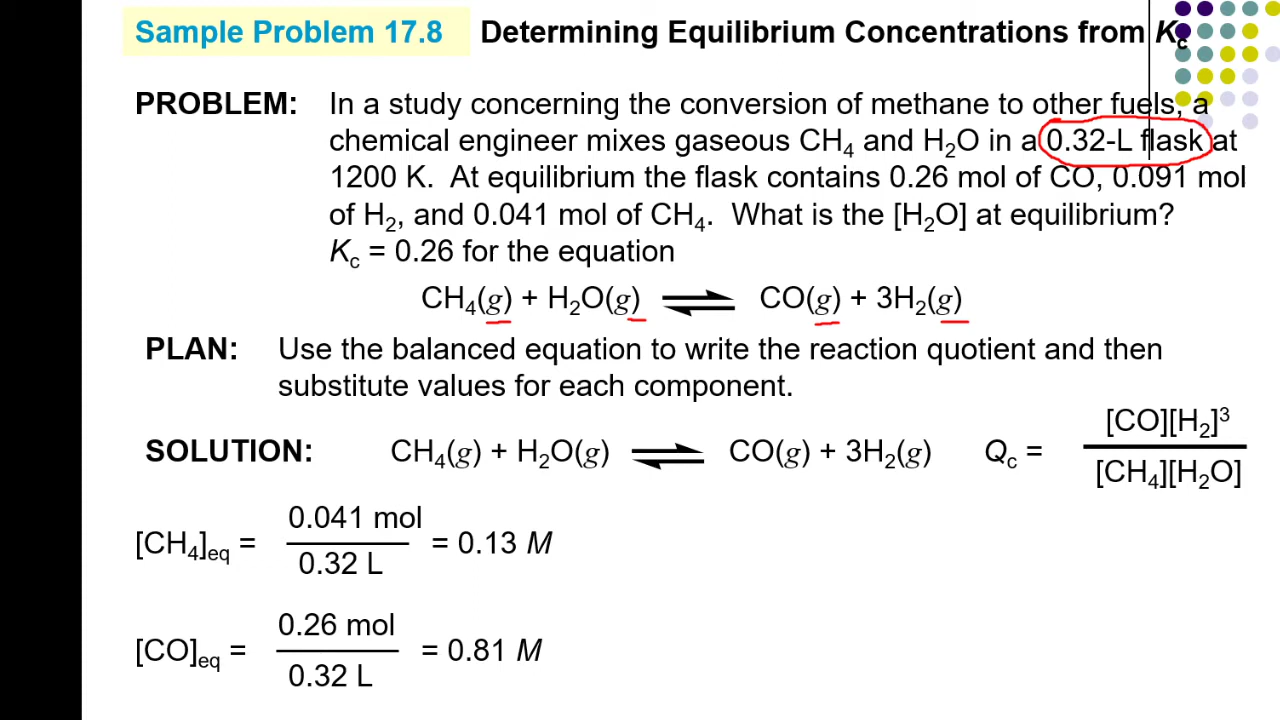 Sample Problem 17.8 Determining Equilibrium Concentrations from Kc
PROBLEM: In a study concerning the conversion of methane to other fuels, a
chemical engineer mixes gaseous CH₄ and H₂O in a 0.32-L flask at
1200 K. At equilibrium the flask contains 0.26 mol of CO, 0.091 mol
of H₂, and 0.041 mol of CH₄. What is the [H₂O] at equilibrium?
Kc = 0.26 for the equation
CH₄(g) + H₂O(g) ⇌ CO(g) + 3H₂(g)
PLAN: Use the balanced equation to write the reaction quotient and then
substitute values for each component.
SOLUTION: CH₄(g) + H₂O(g) ⇌ CO(g) + 3H₂(g) Qc =
[CO][H₂]³
[CH₄][H₂O]
[CH₄]eq =
0.041 mol
0.32 L
= 0.13 M
[CO]eq =
0.26 mol
0.32 L
= 0.81 M